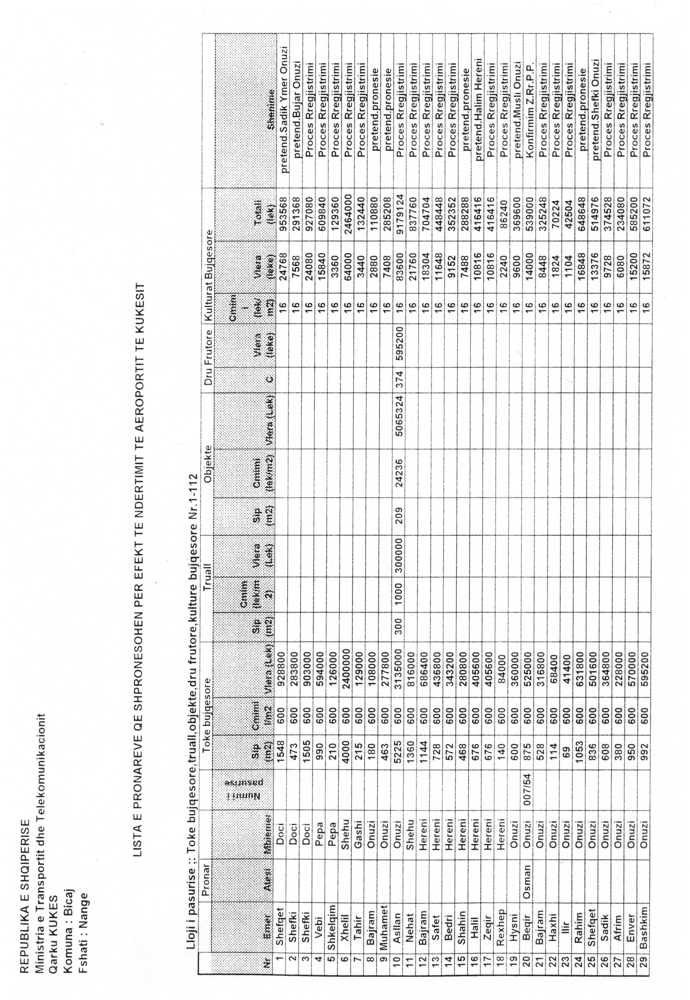 REPUBLIKA E SHQIPERISE
Ministria e Transportit dhe Telekomunikacionit
Qarku KUKES
Komuna : Bicaj
Fshati : Nange
LISTA E PRONAREVE QE SHPRONESOHEN PER EFEKT TE NDERTIMIT TE AEROPORTIT TE KUKESIT
Lloji i pasurise ;: Toke bujqesore,truall,objekte,dru frutore,kulture bujqesore Nr.1-112
Pronar Toke bujqesore Truall Objekte Dru Frutore Kulturat Bujqesore
Nr Emer Atesi Mbiemer Numri i pasurise Sip (m2) Cmimi l/m2 Vlera (Lek) Sip (m2) Cmim (lek/m 2) Vlera (Lek) Sip (m2) Cmimi (lek/m2) Vlera (Lek) C Vlera (leke) Cmim i (lek/ m2) Vlera (leke) Totali (lek) Shenime
1 Shefqet Doci 1548 600 928800 16 24768 953568 pretend.Sadik Ymer Onuzi
2 Shefki Doci 473 600 283800 16 7568 291368 pretend.Bujar Onuzi
3 Shefki Doci 1505 600 903000 16 24080 927080 Proces Rregjistrimi
4 Vebi Pepa 990 600 594000 16 15840 609840 Proces Rregjistrimi
5 Shkelqim Pepa 210 600 126000 16 3360 129360 Proces Rregjistrimi
6 Xhelil Shehu 4000 600 2400000 16 64000 2464000 Proces Rregjistrimi
7 Tahir Gashi 215 600 129000 16 3440 132440 Proces Rregjistrimi
8 Bajram Onuzi 180 600 108000 16 2880 110880 pretend.pronesie
9 Muhamet Onuzi 463 600 277800 16 7408 285208 pretend.pronesie
10 Asllan Onuzi 5225 600 3135000 300 1000 300000 209 24236 5065324 374 595200 16 83600 9179124 Proces Rregjistrimi
11 Nehat Shehu 1360 600 816000 16 21760 837760 Proces Rregjistrimi
12 Bajram Hereni 1144 600 686400 16 18304 704704 Proces Rregjistrimi
13 Safet Hereni 728 600 436800 16 11648 448448 Proces Rregjistrimi
14 Bedri Hereni 572 600 343200 16 9152 352352 Proces Rregjistrimi
15 Shahin Hereni 468 600 280800 16 7488 288288 pretend.pronesie
16 Halil Hereni 676 600 405600 16 10816 416416 pretend.Halim Hereni
17 Zeqir Hereni 676 600 405600 16 10816 416416 Proces Rregjistrimi
18 Rexhep Hereni 140 600 84000 16 2240 86240 Proces Rregjistrimi
19 Hysni Onuzi 600 600 360000 16 9600 369600 pretend.Musli Onuzi
20 Beqir Osman Onuzi 007/54 875 600 525000 16 14000 539000 Konfirmim Z.Rr.P.P.
21 Bajram Onuzi 528 600 316800 16 8448 325248 Proces Rregjistrimi
22 Haxhi Onuzi 114 600 68400 16 1824 70224 Proces Rregjistrimi
23 Ilir Onuzi 69 600 41400 16 1104 42504 Proces Rregjistrimi
24 Rahim Onuzi 1053 600 631800 16 16848 648648 pretend.pronesie
25 Shefqet Onuzi 836 600 501600 16 13376 514976 pretend.Shefki Onuzi
26 Sadik Onuzi 608 600 364800 16 9728 374528 Proces Rregjistrimi
27 Afrim Onuzi 380 600 228000 16 6080 234080 Proces Rregjistrimi
28 Enver Onuzi 950 600 570000 16 15200 585200 Proces Rregjistrimi
29 Bashkim Onuzi 992 600 595200 16 15872 611072 Proces Rregjistrimi